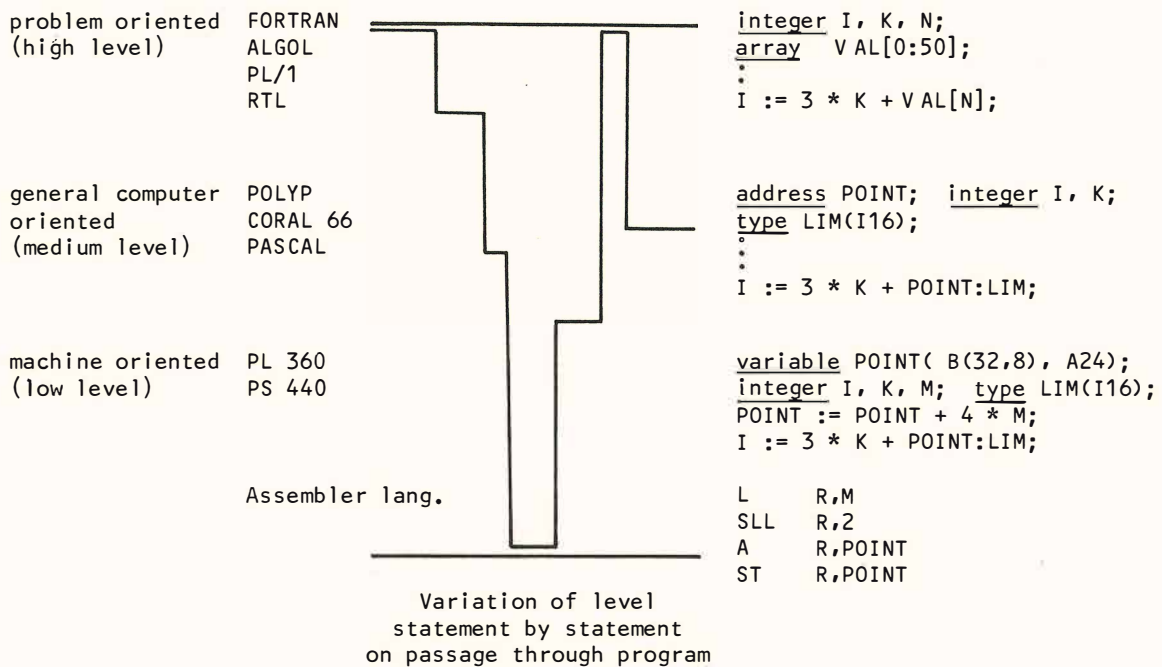 problem oriented FORTRAN
(high level) ALGOL
PL/1
RTL
integer I, K, N;
array V AL[0:50];
:
I := 3 * K + V AL[N];
general computer POLYP
oriented CORAL 66
(medium level) PASCAL
address POINT; integer I, K;
type LIM(I16);
:
I := 3 * K + POINT:LIM;
machine oriented PL 360
(low level) PS 440
variable POINT( B(32,8), A24);
integer I, K, M; type LIM(I16);
POINT := POINT + 4 * M;
I := 3 * K + POINT:LIM;
Assembler lang.
L R,M
SLL R,2
A R,POINT
ST R,POINT
Variation of level
statement by statement
on passage through program